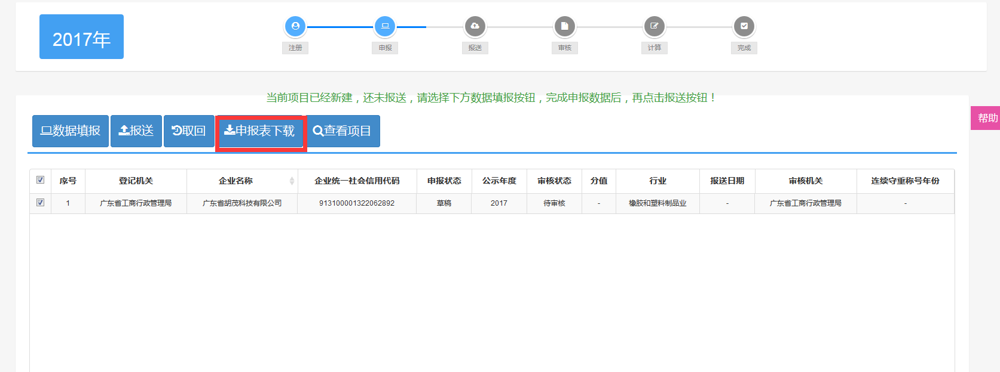 2017年
注册 申报 报送 审核 计算 完成
当前项目已经新建，还未报送，请选择下方数据填报按钮，完成申报数据后，再点击报送按钮！
帮助
数据填报 报送 取回 申报表下载 查看项目
序号 登记机关 企业名称 企业统一社会信用代码 申报状态 公示年度 审核状态 分值 行业 报送日期 审核机关 连续守重称号年份
1 广东省工商行政管理局 广东省胡茂科技有限公司 913100001322062892 草稿 2017 待审核 - 橡胶和塑料制品业 - 广东省工商行政管理局 -